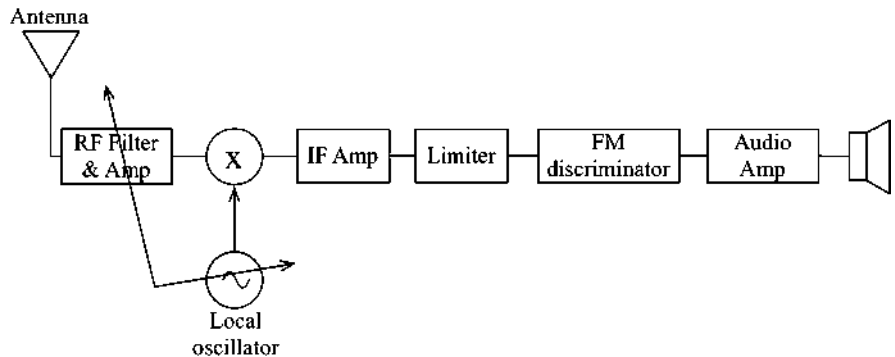 Antenna
RF Filter
& Amp
X
IF Amp
Limiter
FM
discriminator
Audio
Amp
Local
oscillator